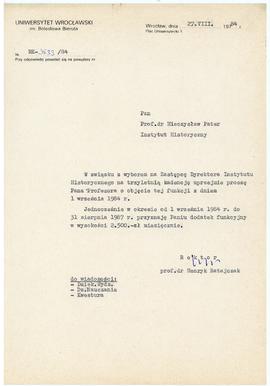 UNIWERSYTET WROCŁAWSKI
im. Bolesława Bieruta
Wrocław, dnia 27.VIII. 1984
Plac Uniwersytecki 1
Nr BK-3633/84
Przy odpowiedzi powołać się na powyższy nr
Pan
Prof.dr Mieczysław Pater
Instytut Historyczny
W związku z wyborem na Zastępcę Dyrektora Instytutu
Historycznego na trzyletnią kadencję uprzejmie proszę
Pana Profesora o objęcie tej funkcji z dniem
1 września 1984 r.
Jednocześnie w okresie od 1 września 1984 r. do
31 sierpnia 1987 r. przyznaję Panu dodatek funkcyjny
w wysokości 2.500.-zł miesięcznie.
R e k t o r
prof.dr Henryk Ratajczak
do wiadomości:
- Dziek.Wydz.
- Dz.Nauczania
- Kwestura